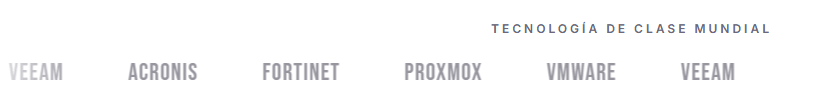 TECNOLOGÍA DE CLASE MUNDIAL
VEEAM ACRONIS FORTINET PROXMOX VMWARE VEEAM